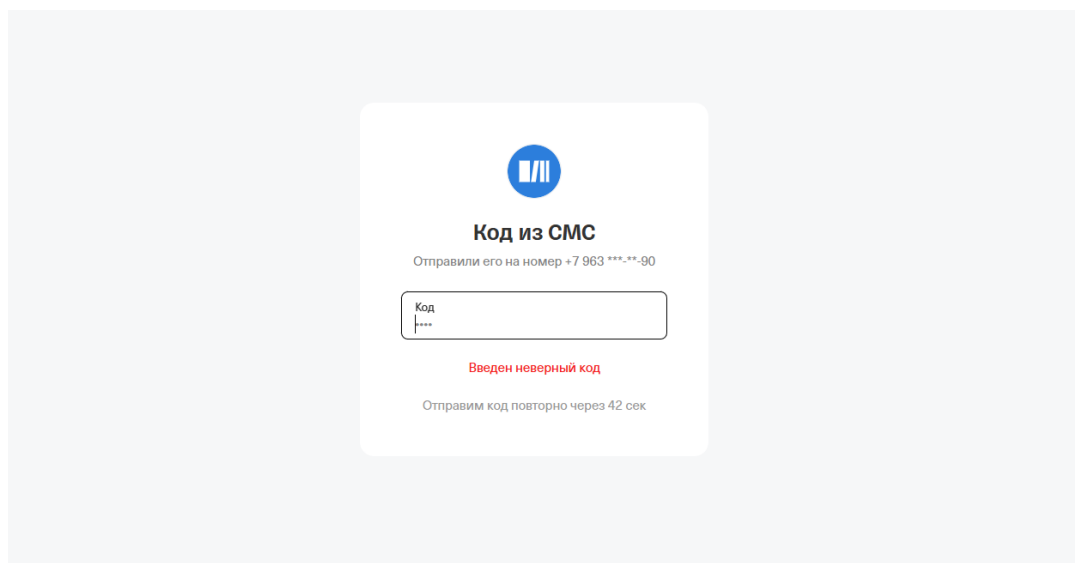 Код из СМС
Отправили его на номер +7 963 ***-**-90
Код
••••
Введен неверный код
Отправим код повторно через 42 сек